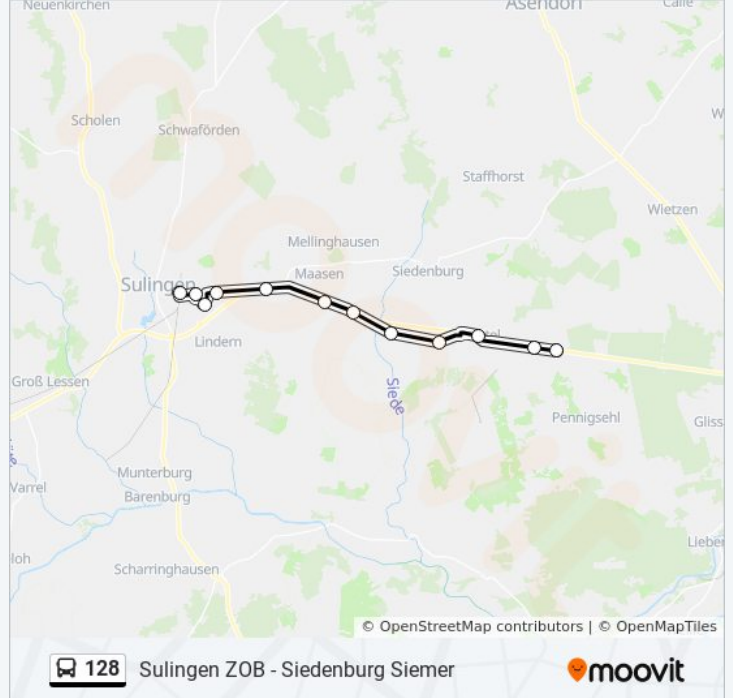 Neuenkirchen
Asendorf
Calle
Scholen
Schwaförden
Staffhorst
Wietzen
Mellinghausen
Maasen
Siedenburg
Sulingen
Lindern
Groß Lessen
Siede
Pennigsehl
Gliss
Munterburg
Varrel
Barenburg
loh
Lieber
Scharringhausen
© OpenStreetMap contributors | © OpenMapTiles
128 Sulingen ZOB - Siedenburg Siemer
moovit